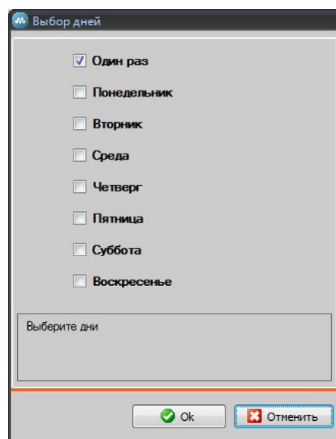 Выбор дней
Один раз
Понедельник
Вторник
Среда
Четверг
Пятница
Суббота
Воскресенье
Выберите дни
Ok
Отменить